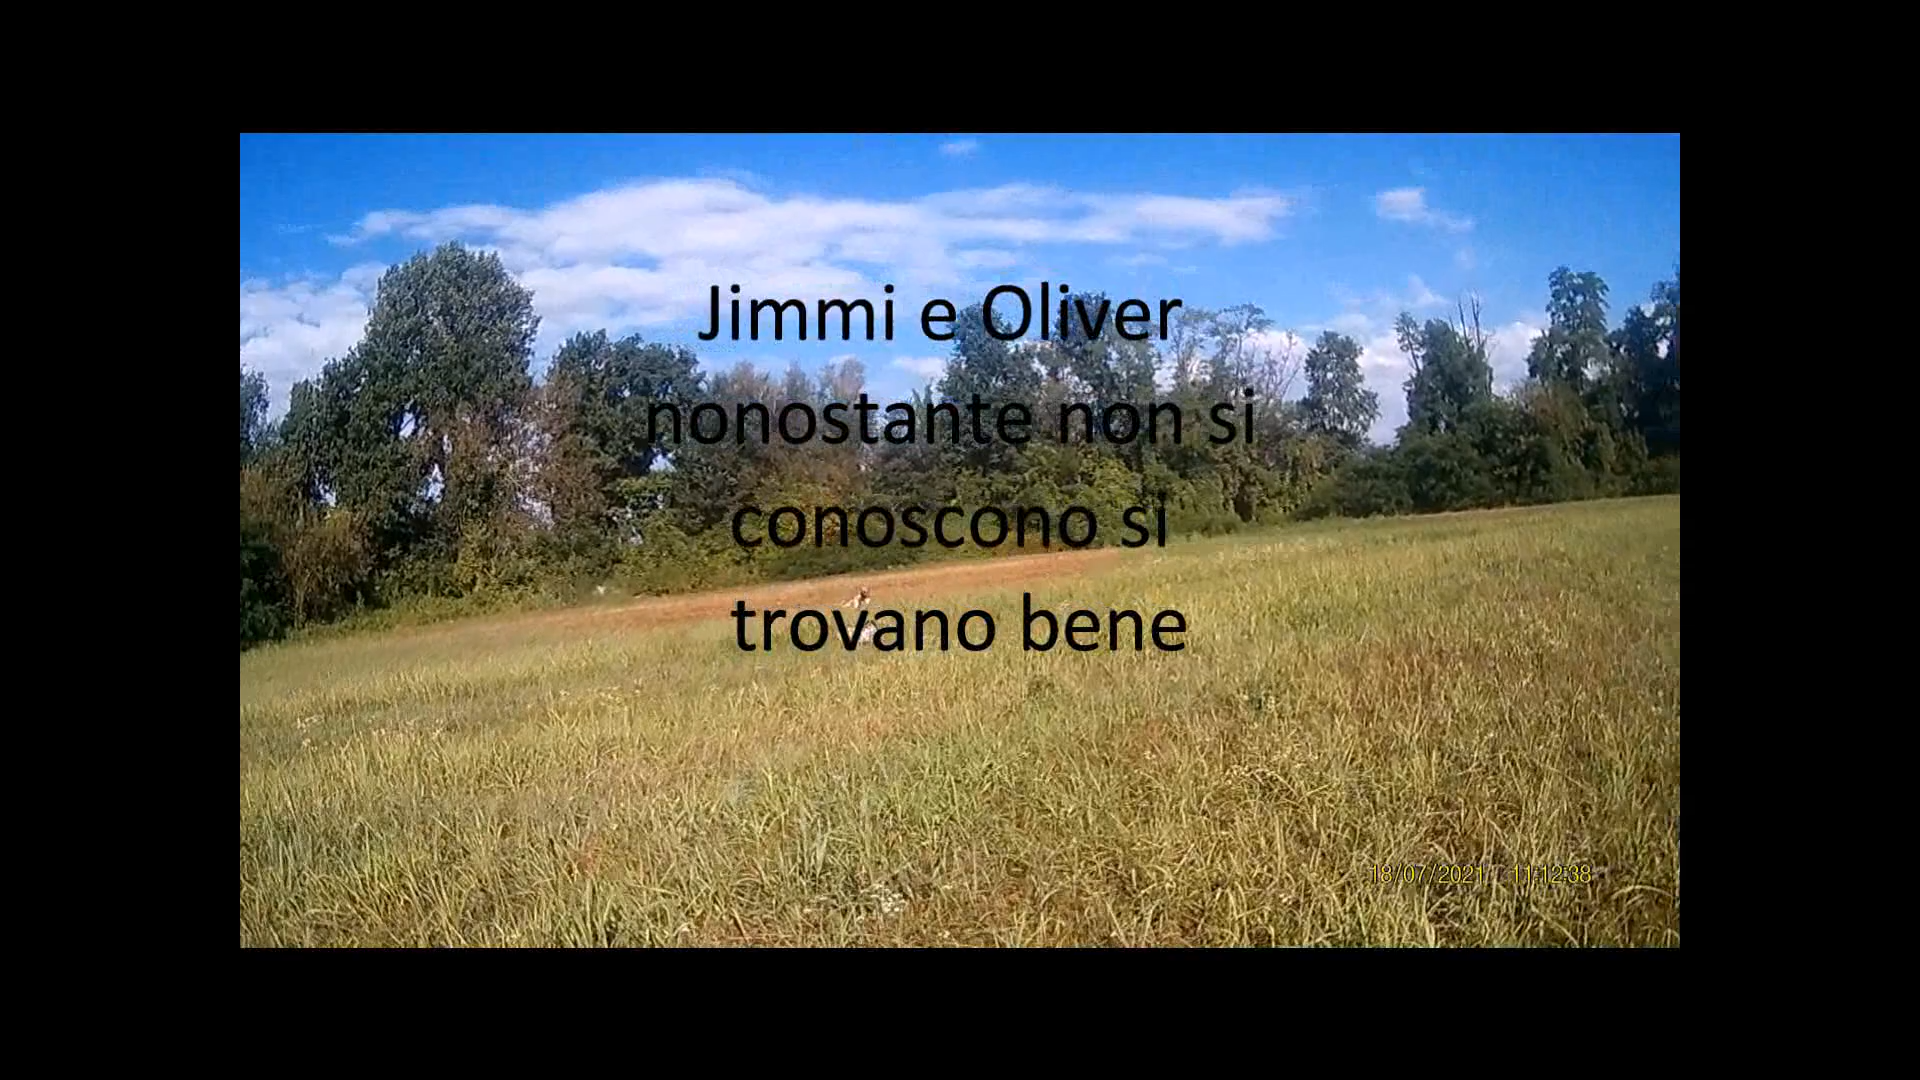 Jimmi e Oliver
nonostante non si
conoscono si
trovano bene
18/07/2021 11:12:38